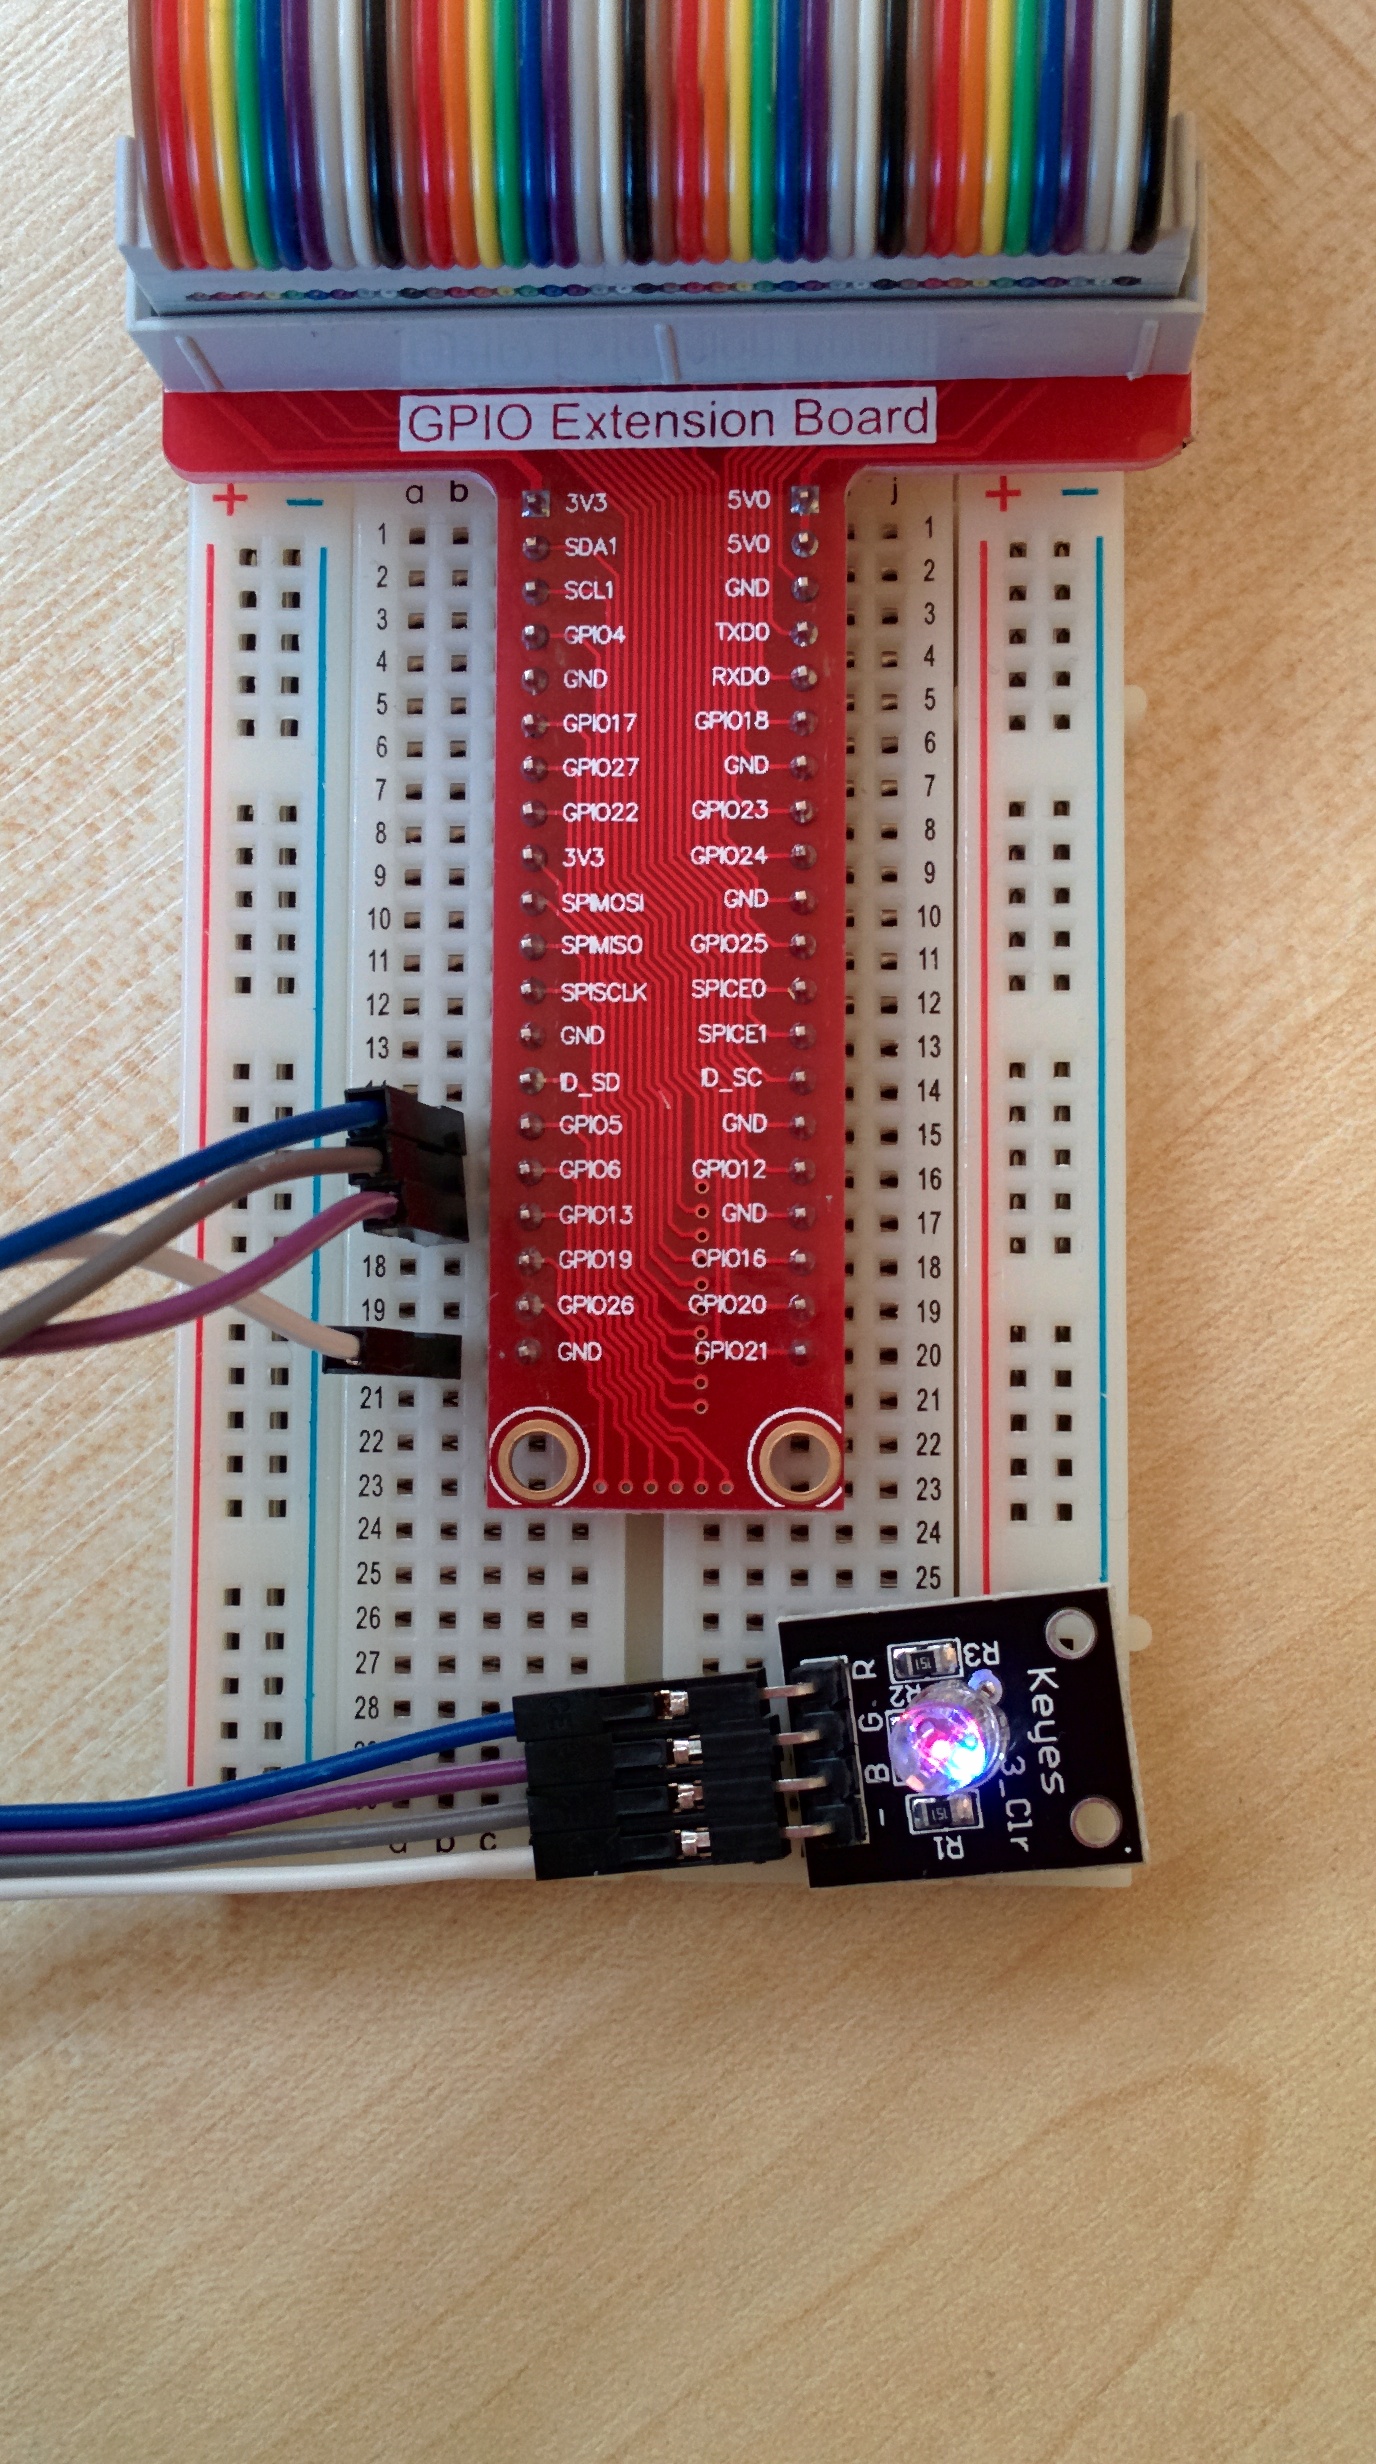 GPIO Extension Board
+ − a b j + −
1 3V3 5V0 1
2 SDA1 5V0 2
3 SCL1 GND 3
4 GPIO4 TXD0 4
5 GND RXD0 5
6 GPIO17 GPIO18 6
7 GPIO27 GND 7
8 GPIO22 GPIO23 8
9 3V3 GPIO24 9
10 SPIMOSI GND 10
11 SPIMISO GPIO25 11
12 SPISCLK SPICE0 12
13 GND SPICE1 13
ID_SD ID_SC 14
GPIO5 GND 15
GPIO6 GPIO12 16
GPIO13 GND 17
18 GPIO19 GPIO16 18
19 GPIO26 GPIO20 19
GND GPIO21 20
21 21
22 22
23 23
24 24
25 25
26
27
28
b c
R G B -
R3
151
R2
151
R1
Keyes
3_Clr